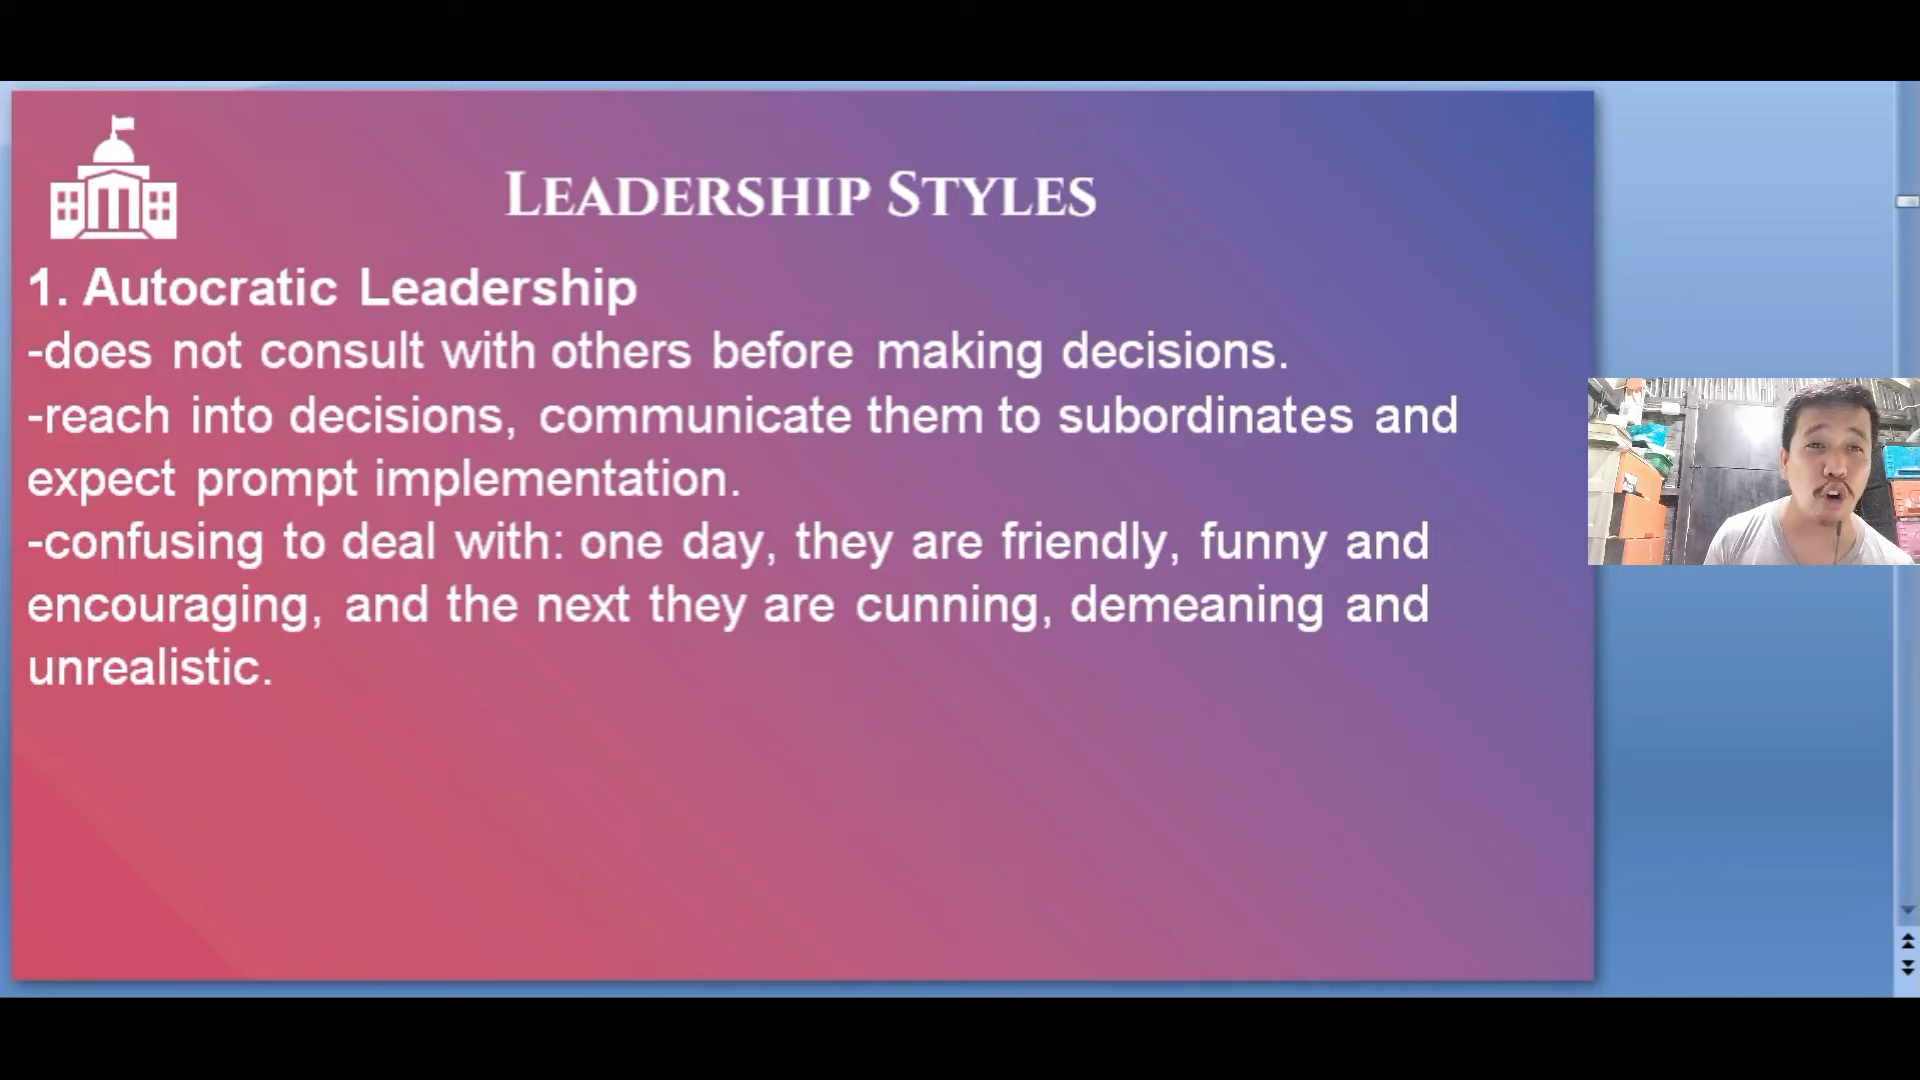 LEADERSHIP STYLES
1. Autocratic Leadership
-does not consult with others before making decisions.
-reach into decisions, communicate them to subordinates and
expect prompt implementation.
-confusing to deal with: one day, they are friendly, funny and
encouraging, and the next they are cunning, demeaning and
unrealistic.